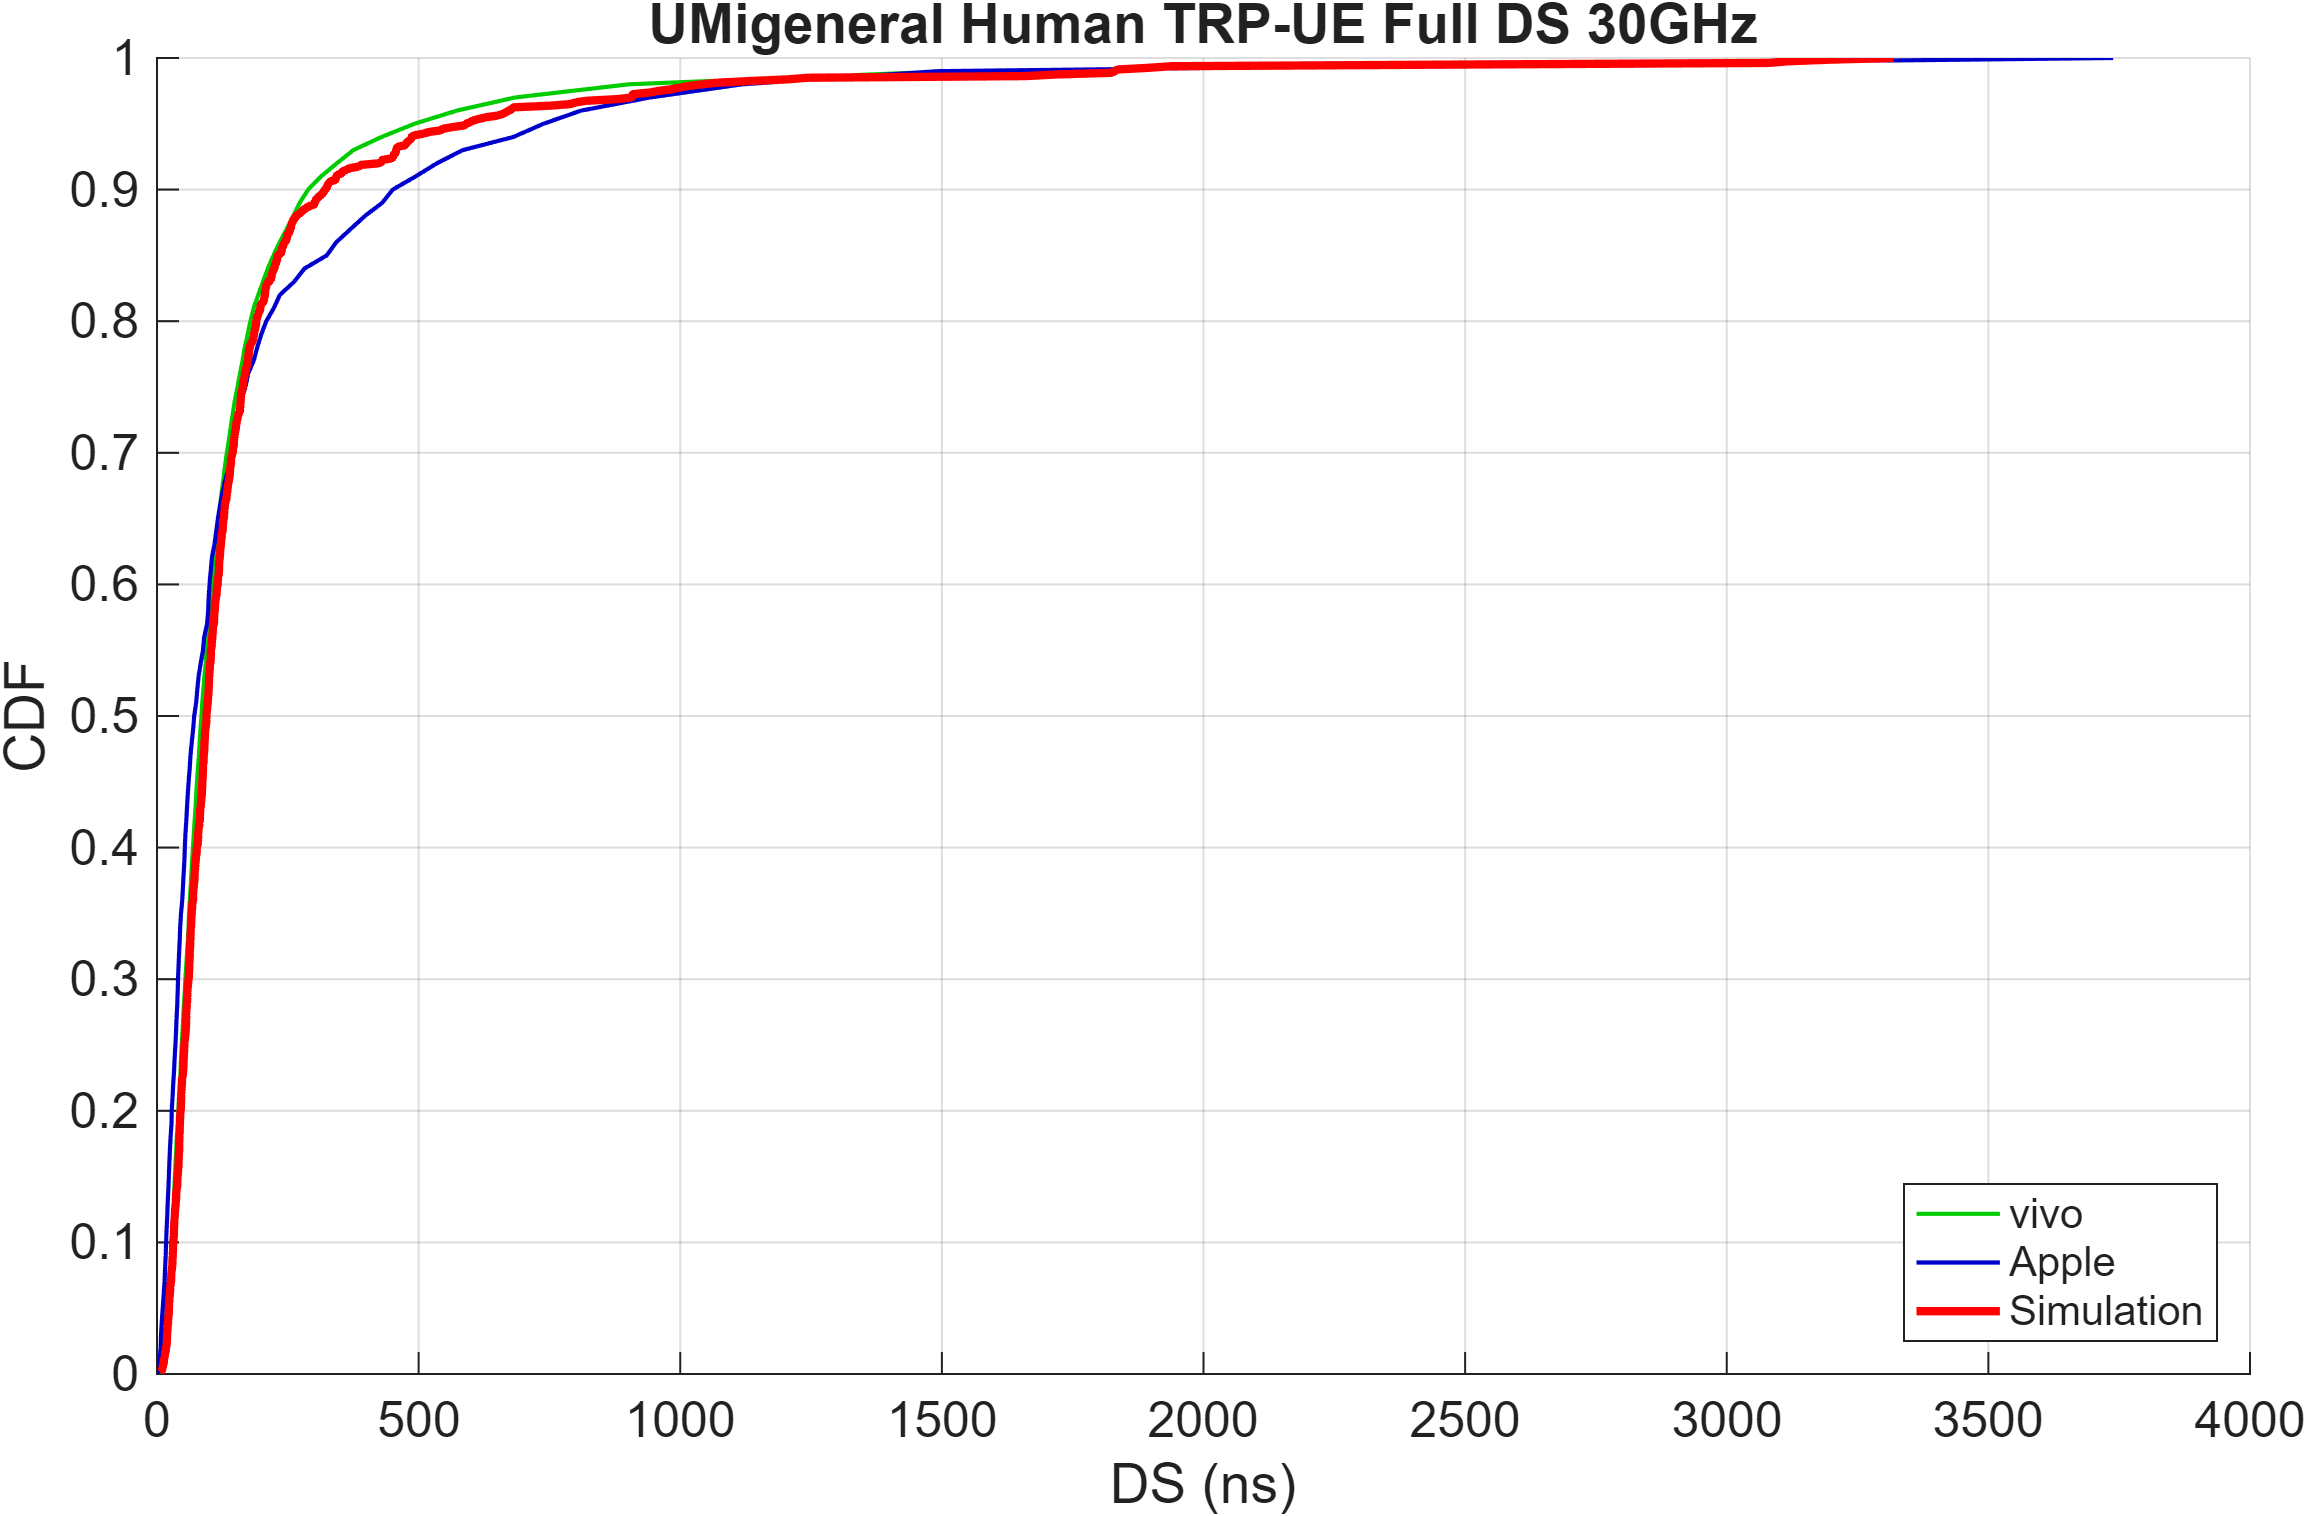 UMigeneral Human TRP-UE Full DS 30GHz
1
0.9
0.8
0.7
0.6
0.5
0.4
0.3
0.2
0.1
0
CDF
0 500 1000 1500 2000 2500 3000 3500 4000
DS (ns)
vivo
Apple
Simulation